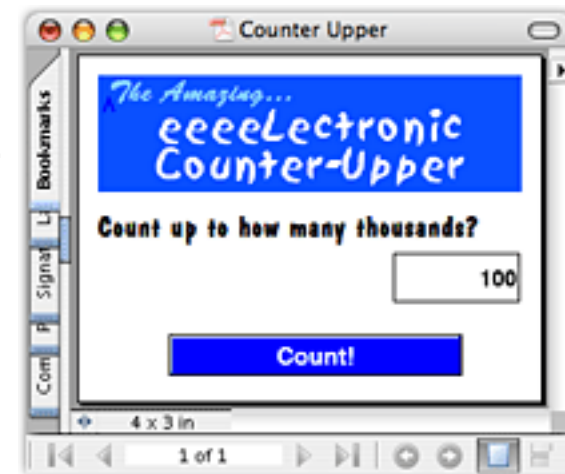 Counter Upper
Bookmarks
Signat
P
Com
The Amazing...
eeeeLectronic
Counter-Upper
Count up to how many thousands?
100
Count!
4 x 3 in
1 of 1